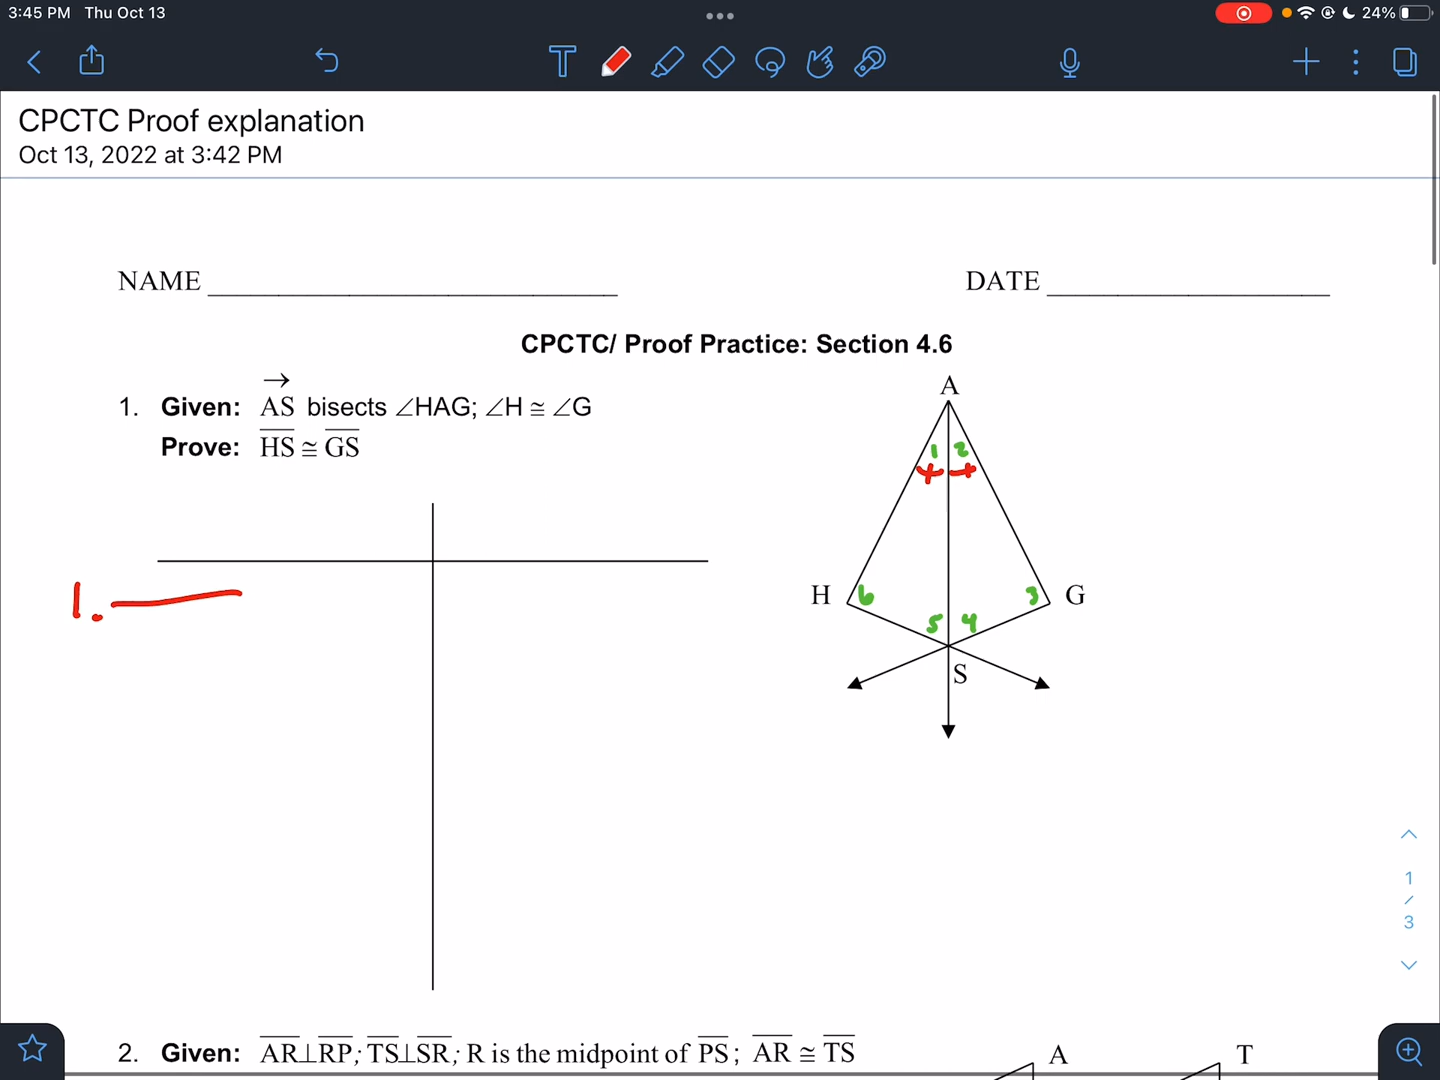 3:45 PM Thu Oct 13
24%
T
CPCTC Proof explanation
Oct 13, 2022 at 3:42 PM
NAME
DATE
CPCTC/ Proof Practice: Section 4.6
1. Given: AS bisects ∠HAG; ∠H ≅ ∠G
Prove: HS ≅ GS
A
1 2
H 6 3 G
5 4
S
1.
1
/
3
2. Given: AR⊥RP; TS⊥SR; R is the midpoint of PS; AR ≅ TS
A T